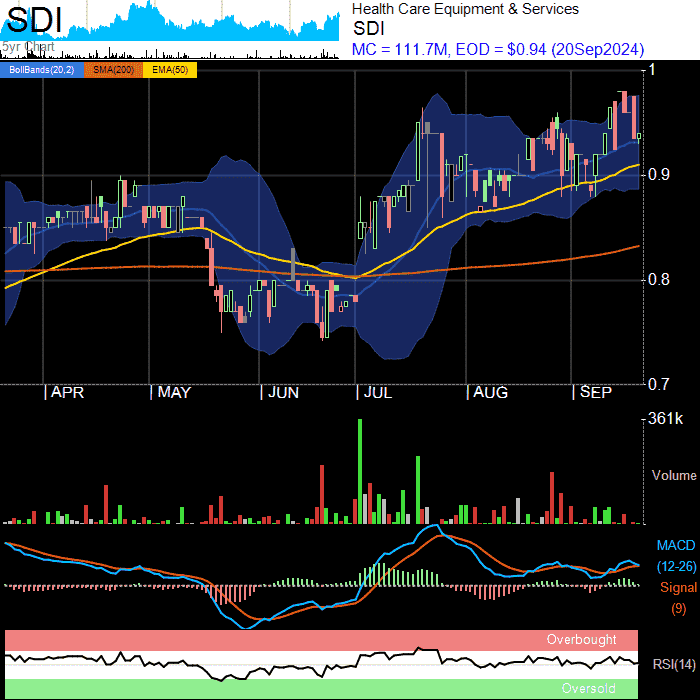 SDI
5yr Chart
Health Care Equipment & Services
SDI
MC = 111.7M, EOD = $0.94 (20Sep2024)
BollBands(20,2) SMA(200) EMA(50)
1
0.9
0.8
0.7
APR MAY JUN JUL AUG SEP
361k
Volume
MACD
(12-26)
Signal
(9)
Overbought
RSI(14)
Oversold